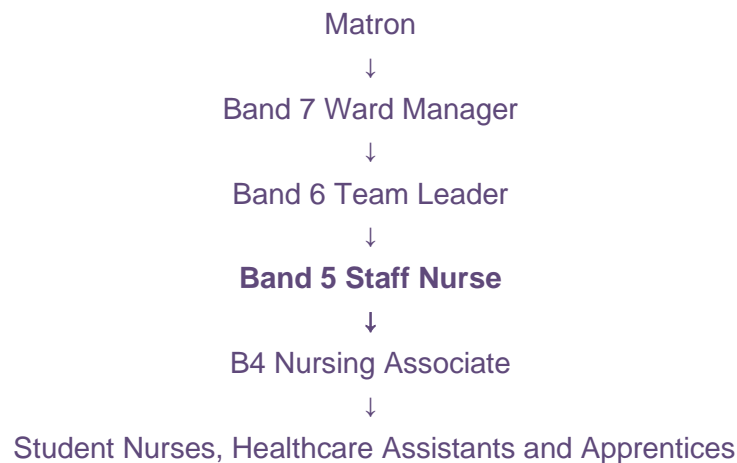 Matron
↓
Band 7 Ward Manager
↓
Band 6 Team Leader
↓
Band 5 Staff Nurse
↓
B4 Nursing Associate
↓
Student Nurses, Healthcare Assistants and Apprentices